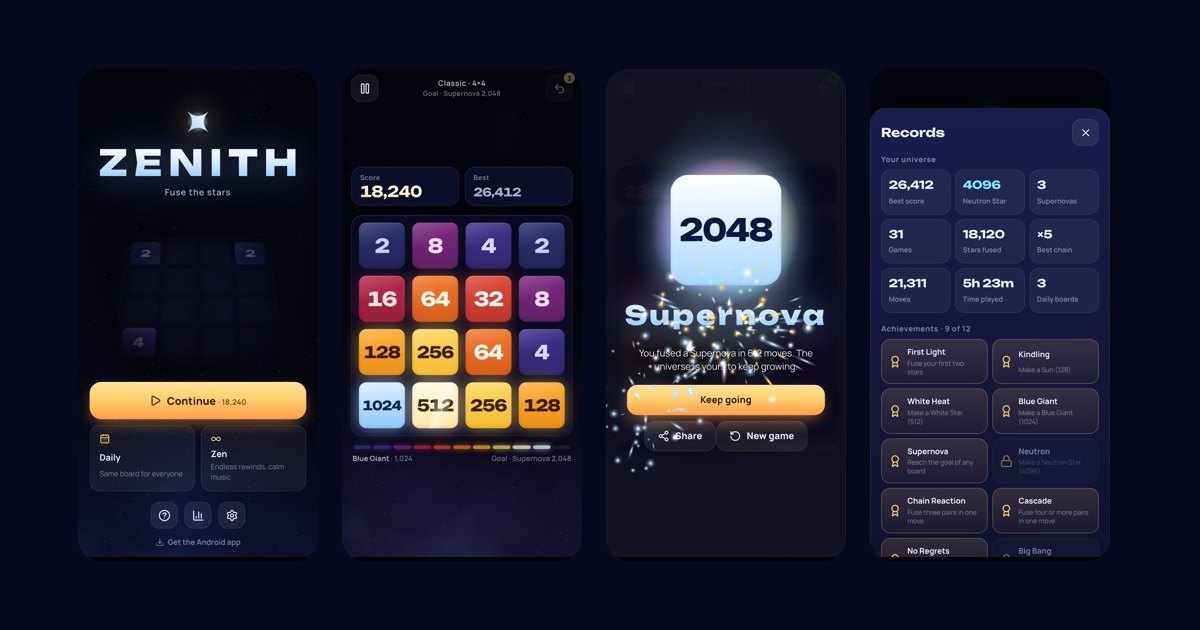 ZENITH
Fuse the stars
2
2
4
Continue · 18,240
Daily
Same board for everyone
Zen
Endless rewinds, calm
music
Get the Android app
Classic · 4×4
Goal · Supernova 2,048
3
Score
18,240
Best
26,412
2 8 4 2
16 64 32 8
128 256 64 4
1024 512 256 128
Blue Giant · 1,024
Goal · Supernova 2,048
2048
Supernova
You fused a Supernova in moves. The
universe is yours to keep growing.
Keep going
Share
New game
Records
Your universe
26,412
Best score
4096
Neutron Star
3
Supernovas
31
Games
18,120
Stars fused
×5
Best chain
21,311
Moves
5h 23m
Time played
3
Daily boards
Achievements · 9 of 12
First Light
Fuse your first two
stars
Kindling
Make a Sun (128)
White Heat
Make a White Star
(512)
Blue Giant
Make a Blue Giant
(1024)
Supernova
Reach the goal of any
board
Neutron
Make a Neutron Star
(4096)
Chain Reaction
Fuse three pairs in one
move
Cascade
Fuse four or more pairs
in one move
No Regrets
Big Bang